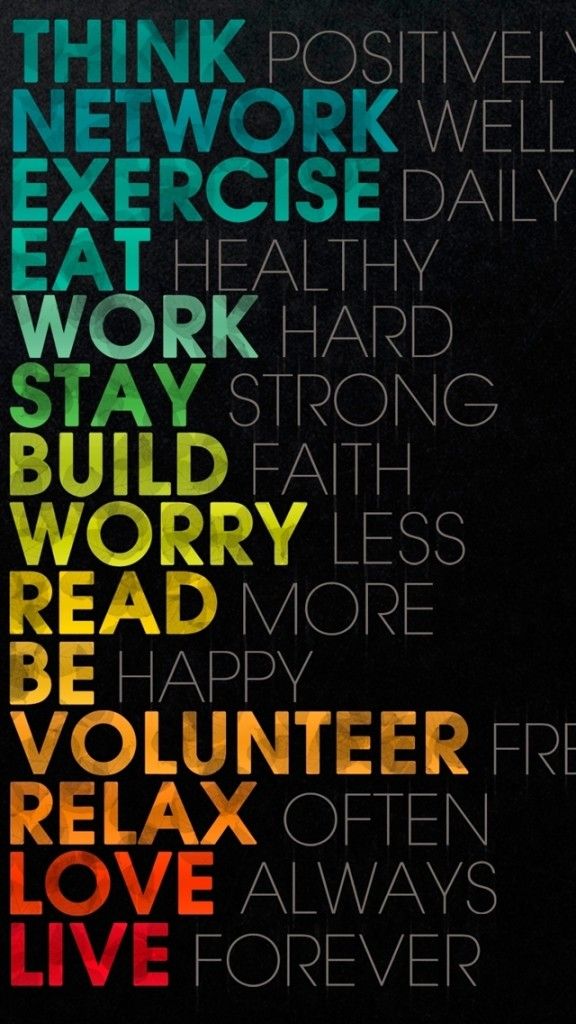 THINK POSITIVELY
NETWORK WELL
EXERCISE DAILY
EAT HEALTHY
WORK HARD
STAY STRONG
BUILD FAITH
WORRY LESS
READ MORE
BE HAPPY
VOLUNTEER FRE
RELAX OFTEN
LOVE ALWAYS
LIVE FOREVER